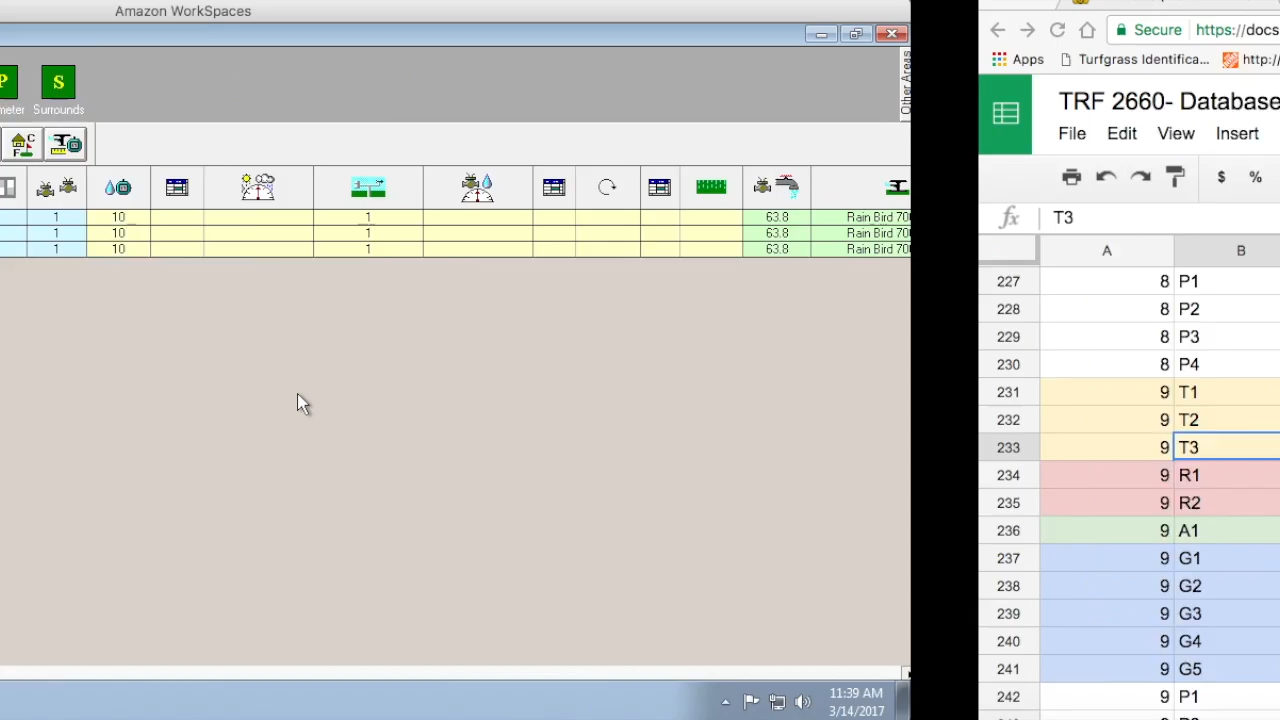 Amazon WorkSpaces
P
meter
S
Surrounds
Other Areas
C
F
1 10 1 63.8 Rain Bird 700
1 10 1 63.8 Rain Bird 700
1 10 1 63.8 Rain Bird 700
11:39 AM
3/14/2017
Secure https://docs
Apps Turfgrass Identifica... http:/
TRF 2660- Database
File Edit View Insert
$ %
fx T3
A B
227 8 P1
228 8 P2
229 8 P3
230 8 P4
231 9 T1
232 9 T2
233 9 T3
234 9 R1
235 9 R2
236 9 A1
237 9 G1
238 9 G2
239 9 G3
240 9 G4
241 9 G5
242 9 P1